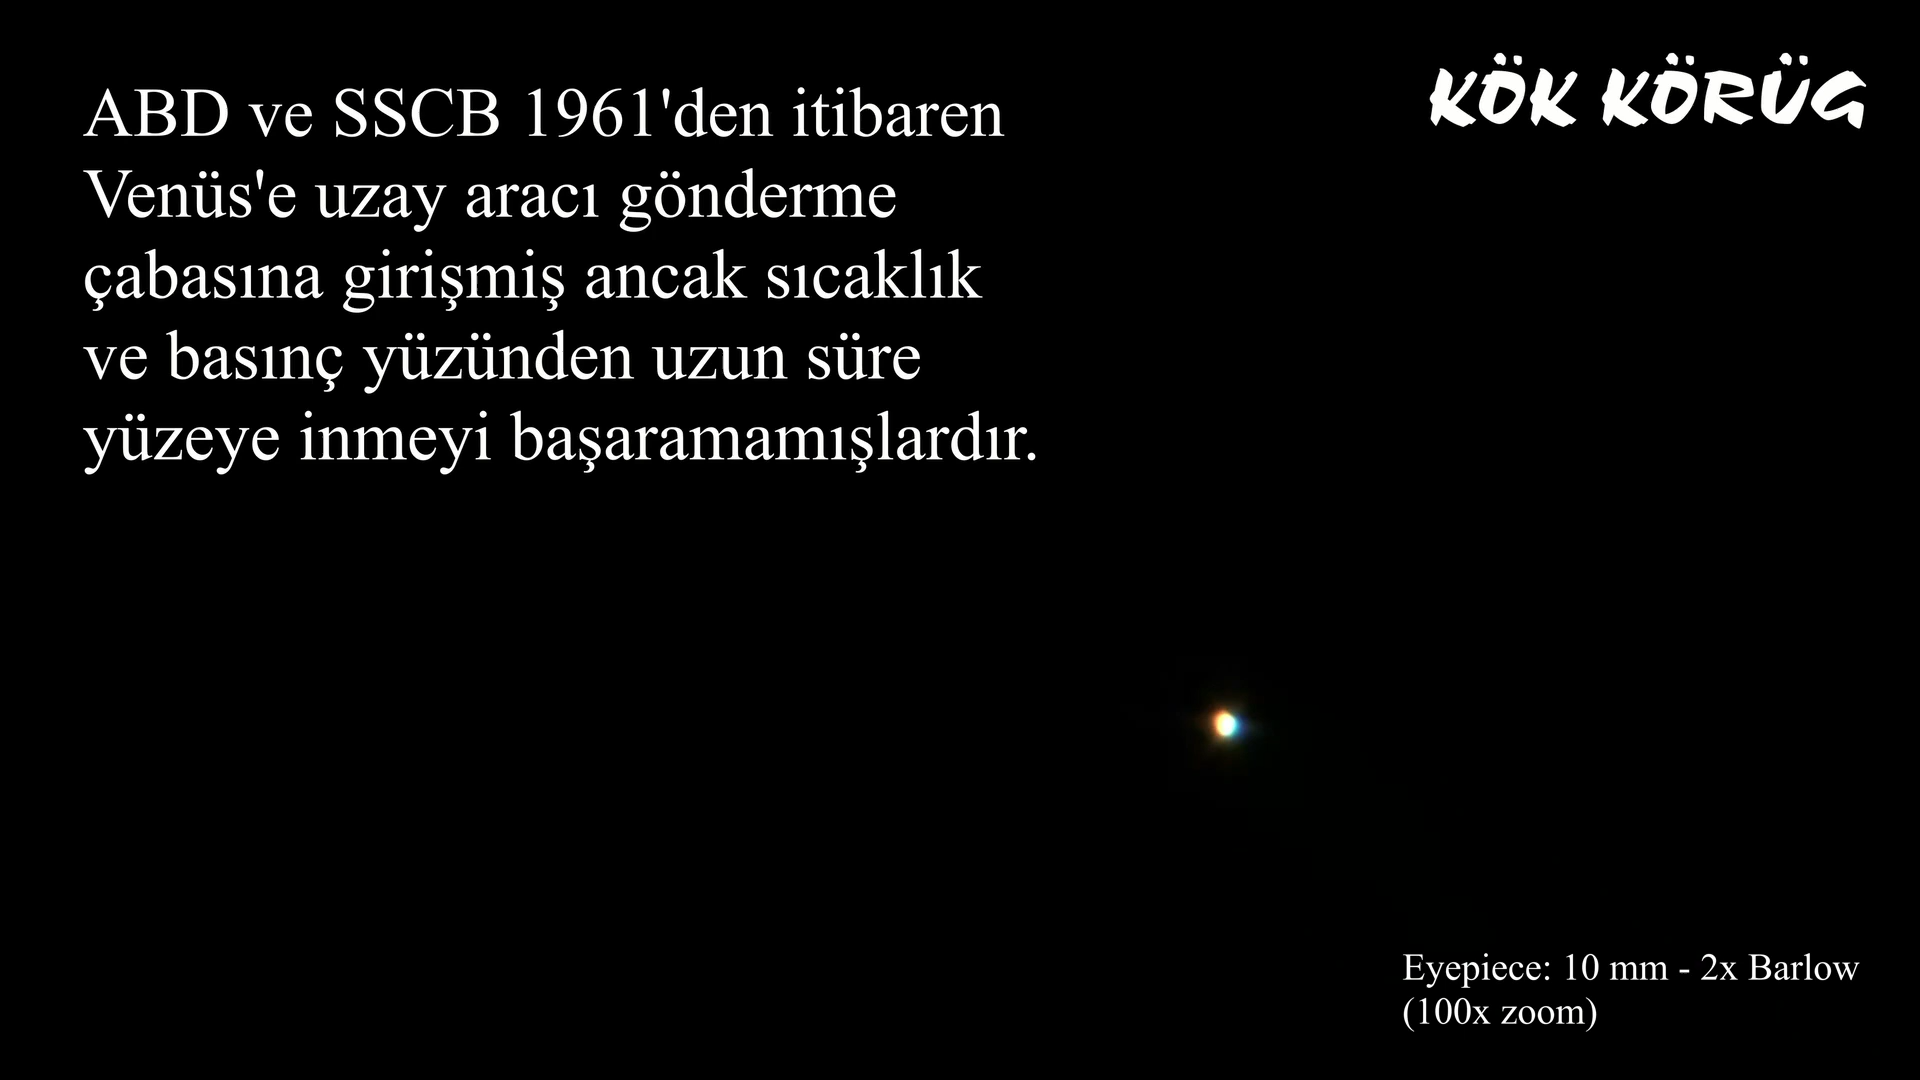 KÖK KÖRÜG
ABD ve SSCB 1961'den itibaren
Venüs'e uzay aracı gönderme
çabasına girişmiş ancak sıcaklık
ve basınç yüzünden uzun süre
yüzeye inmeyi başaramamışlardır.
Eyepiece: 10 mm - 2x Barlow
(100x zoom)